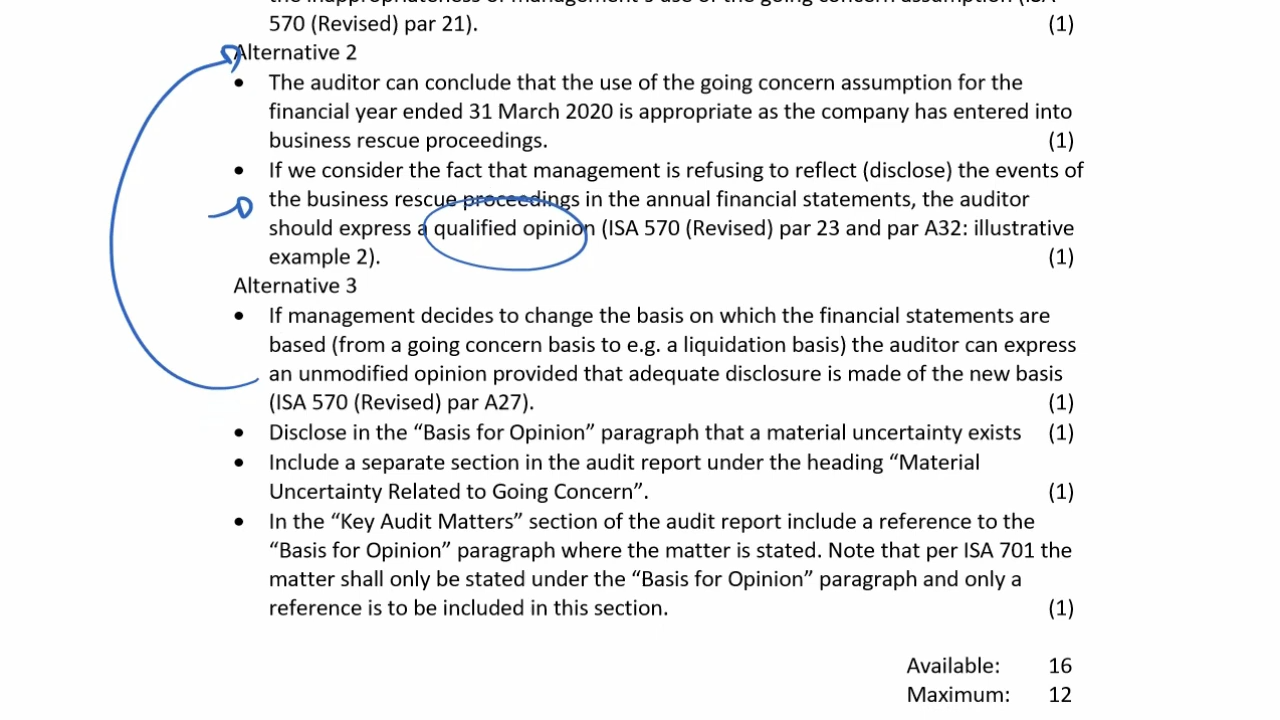 570 (Revised) par 21). (1)
Alternative 2
• The auditor can conclude that the use of the going concern assumption for the
financial year ended 31 March 2020 is appropriate as the company has entered into
business rescue proceedings. (1)
• If we consider the fact that management is refusing to reflect (disclose) the events of
the business rescue proceedings in the annual financial statements, the auditor
should express a qualified opinion (ISA 570 (Revised) par 23 and par A32: illustrative
example 2). (1)
Alternative 3
• If management decides to change the basis on which the financial statements are
based (from a going concern basis to e.g. a liquidation basis) the auditor can express
an unmodified opinion provided that adequate disclosure is made of the new basis
(ISA 570 (Revised) par A27). (1)
• Disclose in the “Basis for Opinion” paragraph that a material uncertainty exists (1)
• Include a separate section in the audit report under the heading “Material
Uncertainty Related to Going Concern”. (1)
• In the “Key Audit Matters” section of the audit report include a reference to the
“Basis for Opinion” paragraph where the matter is stated. Note that per ISA 701 the
matter shall only be stated under the “Basis for Opinion” paragraph and only a
reference is to be included in this section. (1)
Available: 16
Maximum: 12